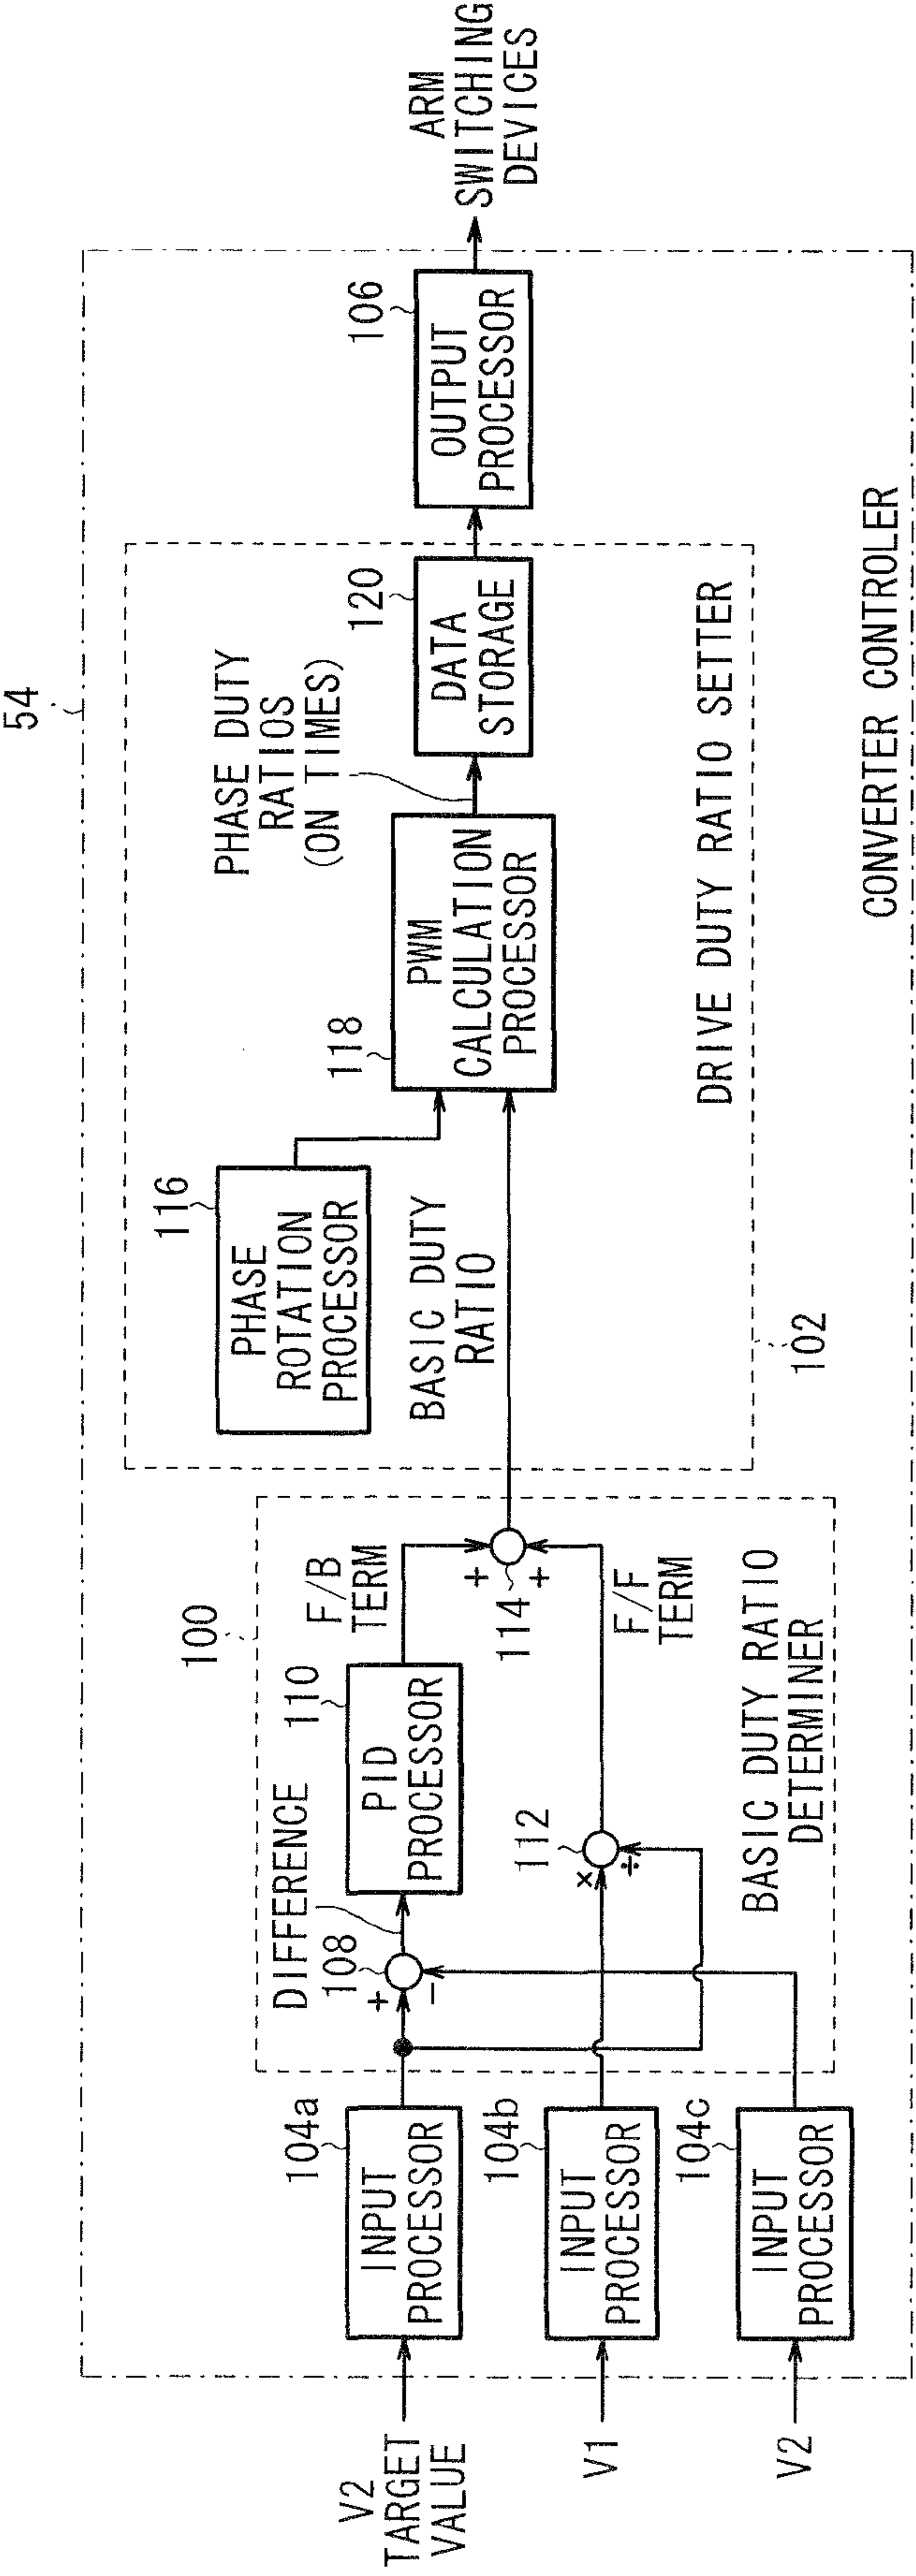 54
100
DIFFERENCE
108
+
−
110
PID
PROCESSOR
F/B
TERM
+
+
114
112
×
÷
F/F
TERM
BASIC DUTY RATIO
DETERMINER
104a
INPUT
PROCESSOR
104b
INPUT
PROCESSOR
104c
INPUT
PROCESSOR
V2
TARGET
VALUE
V1
V2
116
PHASE
ROTATION
PROCESSOR
BASIC DUTY
RATIO
102
118
PWM
CALCULATION
PROCESSOR
PHASE DUTY
RATIOS
(ON TIMES)
120
DATA
STORAGE
DRIVE DUTY RATIO SETTER
106
OUTPUT
PROCESSOR
ARM
SWITCHING
DEVICES
CONVERTER CONTROLER